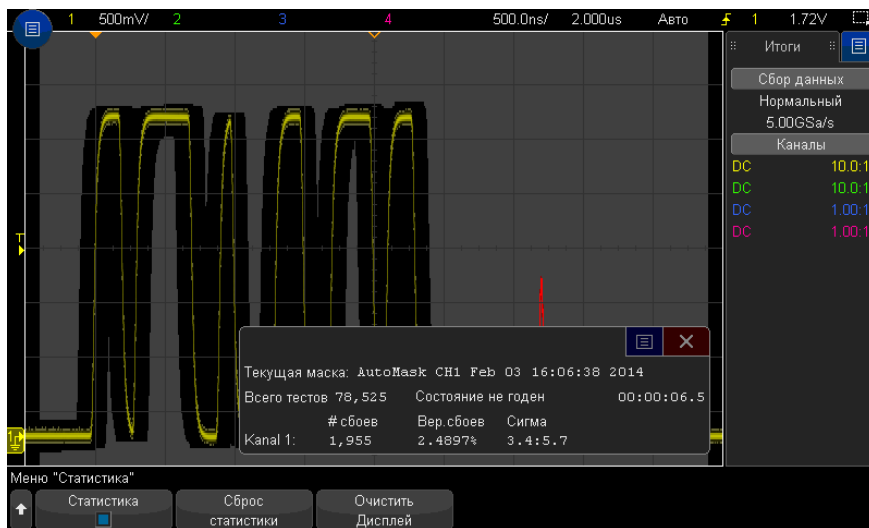 1 500mV/ 2 3 4 500.0ns/ 2.000us Авто 1 1.72V
Итоги
Сбор данных
Нормальный
5.00GSa/s
Каналы
DC 10.0:1
DC 10.0:1
DC 1.00:1
DC 1.00:1
T
1
Текущая маска: AutoMask CH1 Feb 03 16:06:38 2014
Всего тестов 78,525 Состояние не годен 00:00:06.5
# сбоев Вер.сбоев Сигма
Kanal 1: 1,955 2.4897% 3.4:5.7
Меню "Статистика"
Статистика
Сброс
статистики
Очистить
Дисплей